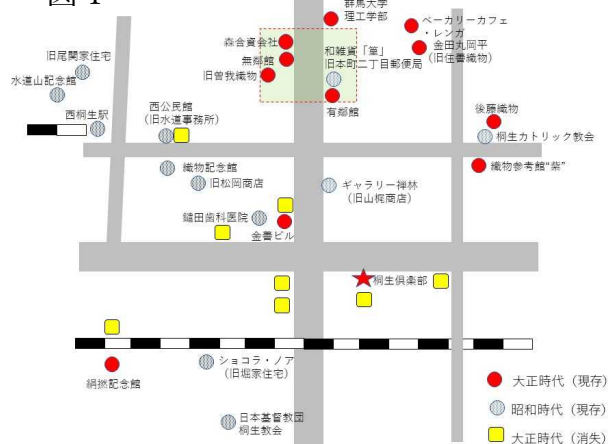 図1
群馬大学
理工学部
ベーカリーカフェ
・レンガ
金田丸岡平
(旧住善織物)
森合資会社
無鄰館
旧曽我織物
和雑貨「箪」
旧本町二丁目郵便局
有鄰館
旧尾関家住宅
水道山記念館
西桐生駅
西公民館
(旧水道事務所)
後藤織物
桐生カトリック教会
織物記念館
旧松岡商店
ギャラリー禅林
(旧山梶商店)
織物参考館“紫”
鑓田歯科医院
金善ビル
桐生倶楽部
絹撚記念館
ショコラ・ノア
(旧堀家住宅)
日本基督教団
桐生教会
大正時代(現存)
昭和時代(現存)
大正時代(消失)